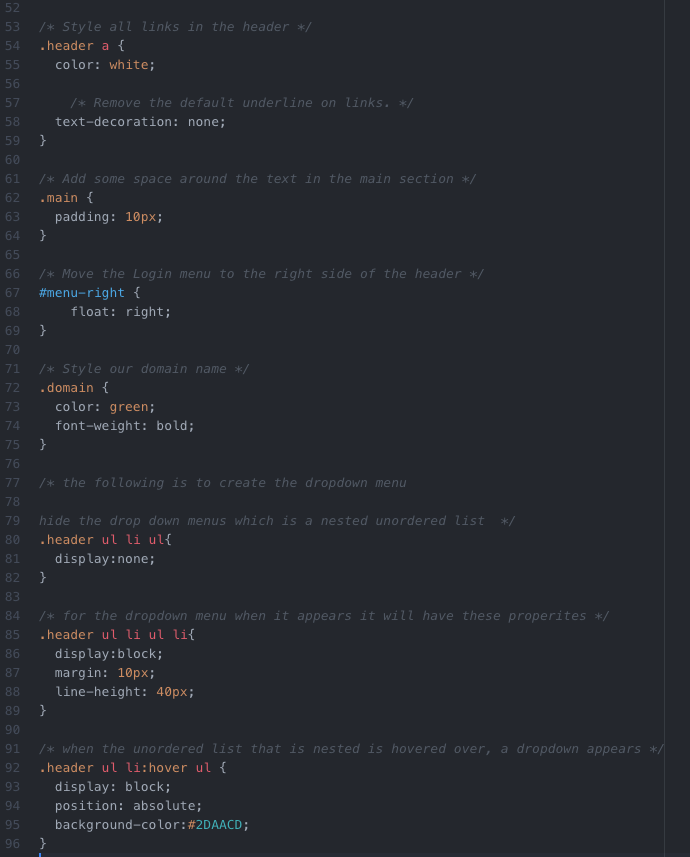 52
53 /* Style all links in the header */
54 .header a {
55   color: white;
56
57     /* Remove the default underline on links. */
58   text-decoration: none;
59 }
60
61 /* Add some space around the text in the main section */
62 .main {
63   padding: 10px;
64 }
65
66 /* Move the Login menu to the right side of the header */
67 #menu-right {
68     float: right;
69 }
70
71 /* Style our domain name */
72 .domain {
73   color: green;
74   font-weight: bold;
75 }
76
77 /* the following is to create the dropdown menu
78
79 hide the drop down menus which is a nested unordered list  */
80 .header ul li ul{
81   display:none;
82 }
83
84 /* for the dropdown menu when it appears it will have these properites */
85 .header ul li ul li{
86   display:block;
87   margin: 10px;
88   line-height: 40px;
89 }
90
91 /* when the unordered list that is nested is hovered over, a dropdown appears */
92 .header ul li:hover ul {
93   display: block;
94   position: absolute;
95   background-color:#2DAACD;
96 }